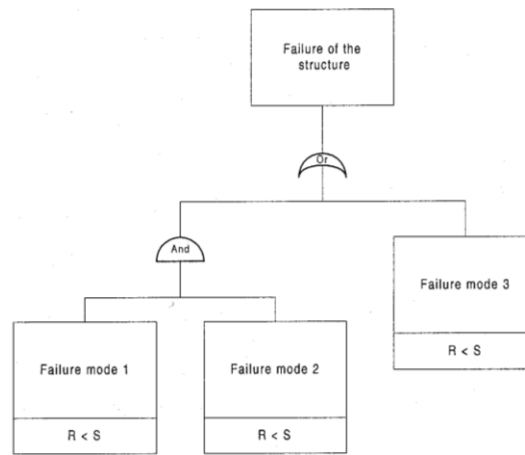 Failure of the
structure
Or
And
Failure mode 3
R < S
Failure mode 1
Failure mode 2
R < S
R < S